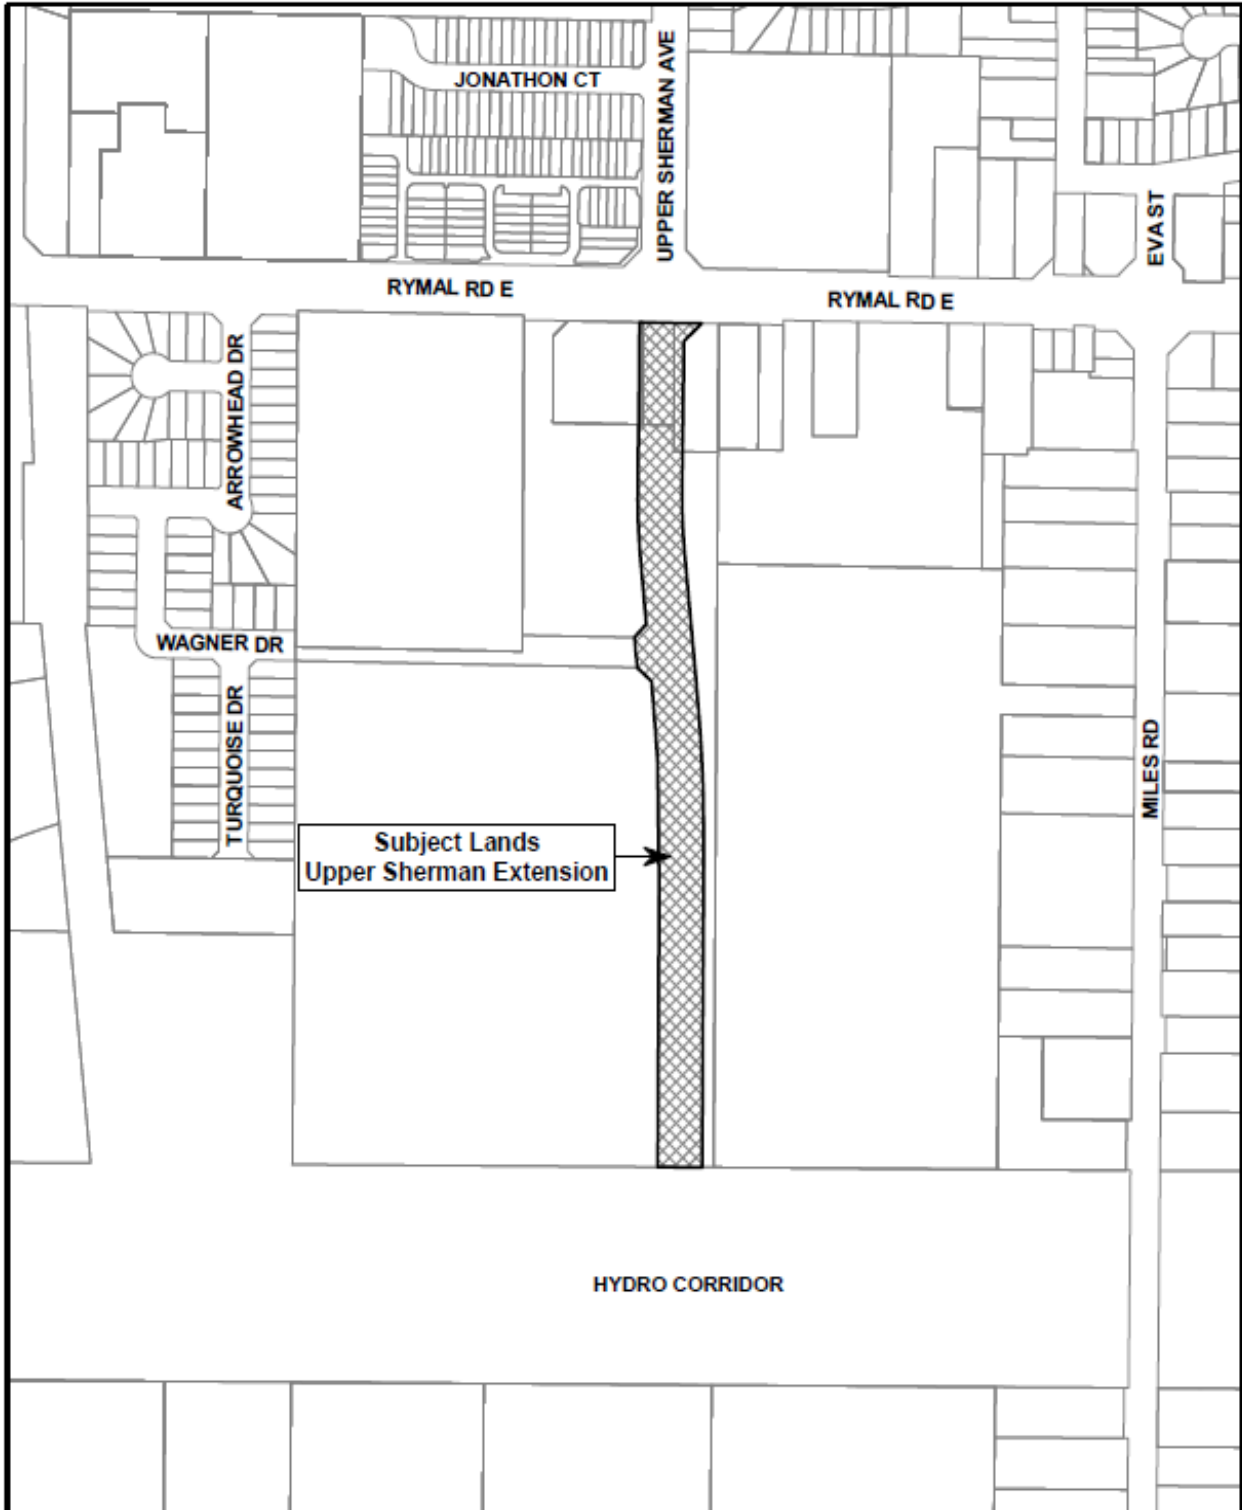 JONATHON CT
UPPER SHERMAN AVE
EVA ST
RYMAL RD E
RYMAL RD E
ARROWHEAD DR
WAGNER DR
TURQUOISE DR
MILES RD
Subject Lands
Upper Sherman Extension
HYDRO CORRIDOR